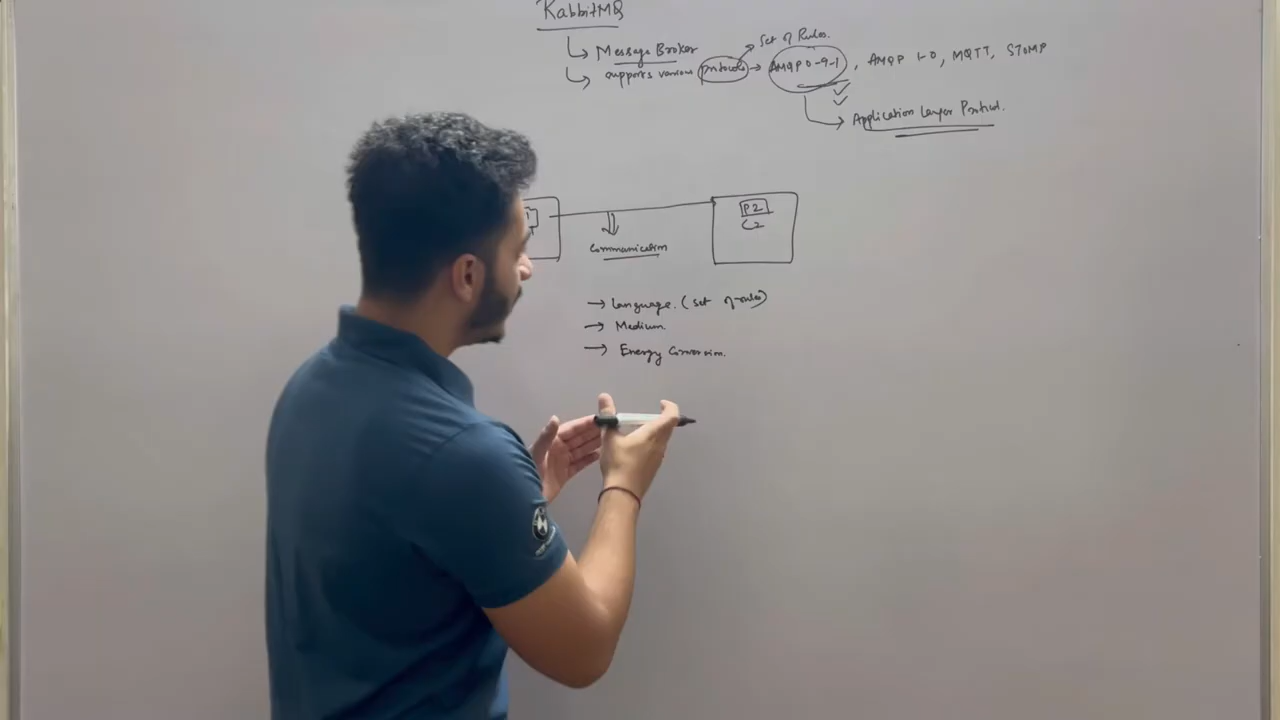 RabbitMQ
Message Broker
Set of Rules.
supports various protocols → AMQP 0-9-1, AMQP 1-0, MQTT, STOMP
Application Layer Protocol.
P2
C2
Communication
→ Language. (set of rules)
→ Medium.
→ Energy Conversion.